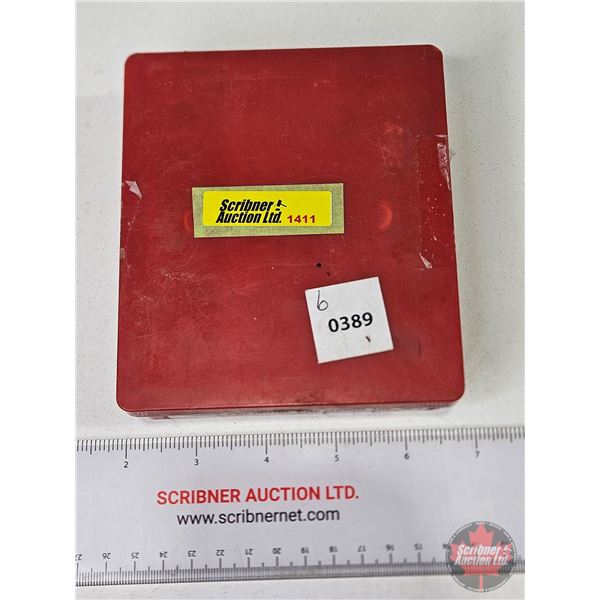 Scribner
Auction Ltd. 1411
6
0389
2 3 4 5 6 7
SCRIBNER AUCTION LTD.
www.scribnernet.com
27 26 25 24 23 22 21 20 19 18 17 16 15 14
Scribner
Auction Ltd.